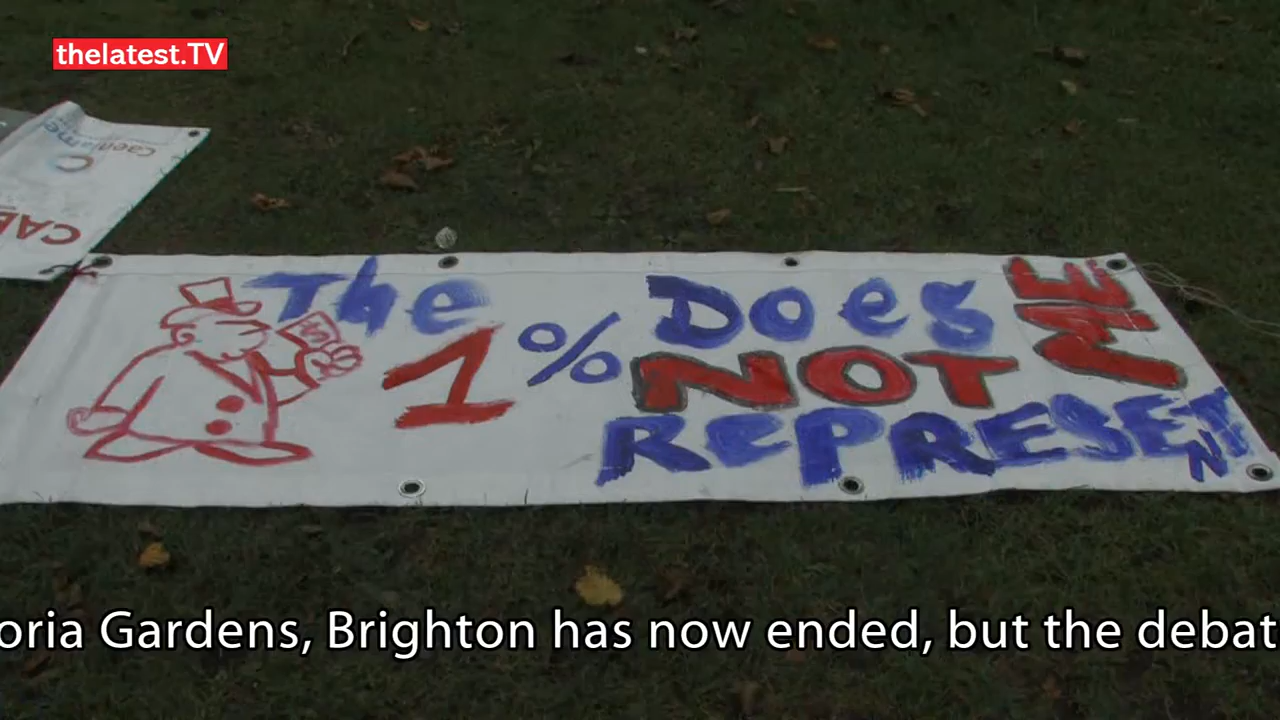 thelatest.TV
The Does ME
1% NOT
REPRESENT
oria Gardens, Brighton has now ended, but the debat